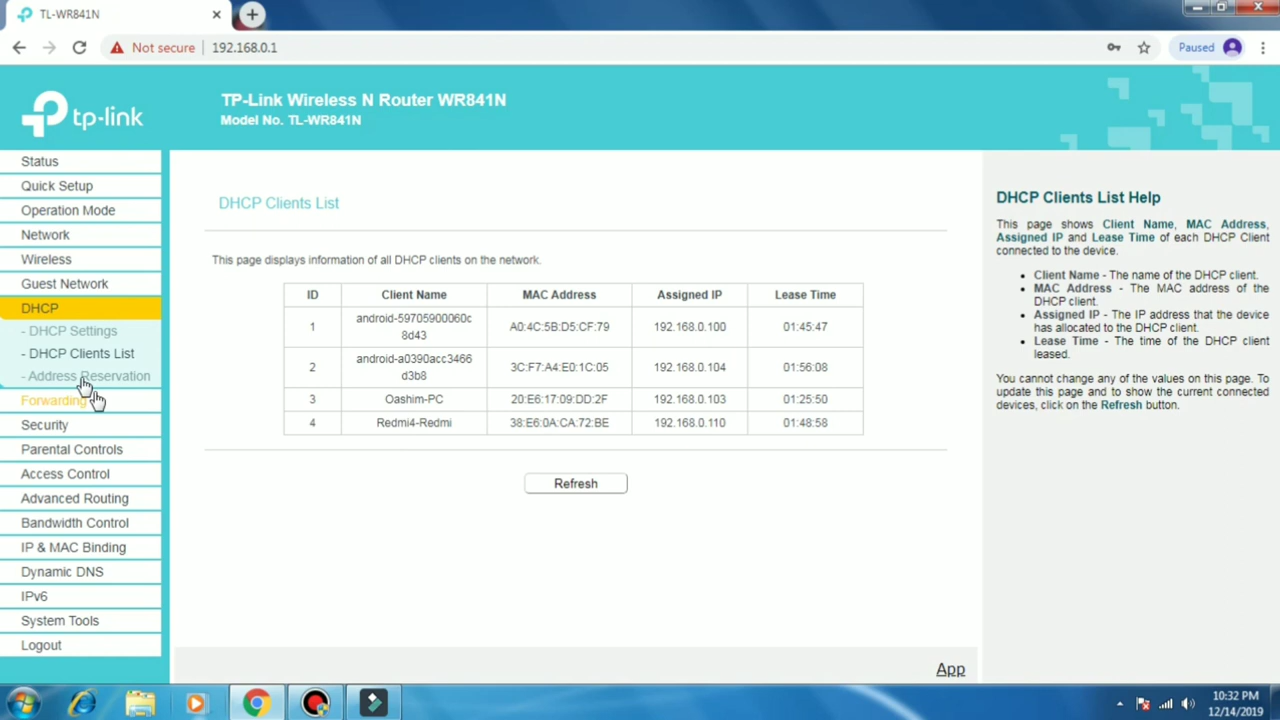 TL-WR841N
Not secure
192.168.0.1
Paused
tp-link
TP-Link Wireless N Router WR841N
Model No. TL-WR841N
Status
Quick Setup
Operation Mode
Network
Wireless
Guest Network
DHCP
- DHCP Settings
- DHCP Clients List
- Address Reservation
Forwarding
Security
Parental Controls
Access Control
Advanced Routing
Bandwidth Control
IP & MAC Binding
Dynamic DNS
IPv6
System Tools
Logout
DHCP Clients List
This page displays information of all DHCP clients on the network.
ID Client Name MAC Address Assigned IP Lease Time
1 android-59705900060c
8d43 A0:4C:5B:D5:CF:79 192.168.0.100 01:45:47
2 android-a0390acc3466
d3b8 3C:F7:A4:E0:1C:05 192.168.0.104 01:56:08
3 Oashim-PC 20:E6:17:09:DD:2F 192.168.0.103 01:25:50
4 Redmi4-Redmi 38:E6:0A:CA:72:BE 192.168.0.110 01:48:58
Refresh
App
DHCP Clients List Help
This page shows Client Name, MAC Address,
Assigned IP and Lease Time of each DHCP Client
connected to the device.
• Client Name - The name of the DHCP client.
• MAC Address - The MAC address of the
DHCP client.
• Assigned IP - The IP address that the device
has allocated to the DHCP client.
• Lease Time - The time of the DHCP client
leased.
You cannot change any of the values on this page. To
update this page and to show the current connected
devices, click on the Refresh button.
10:32 PM
12/14/2019